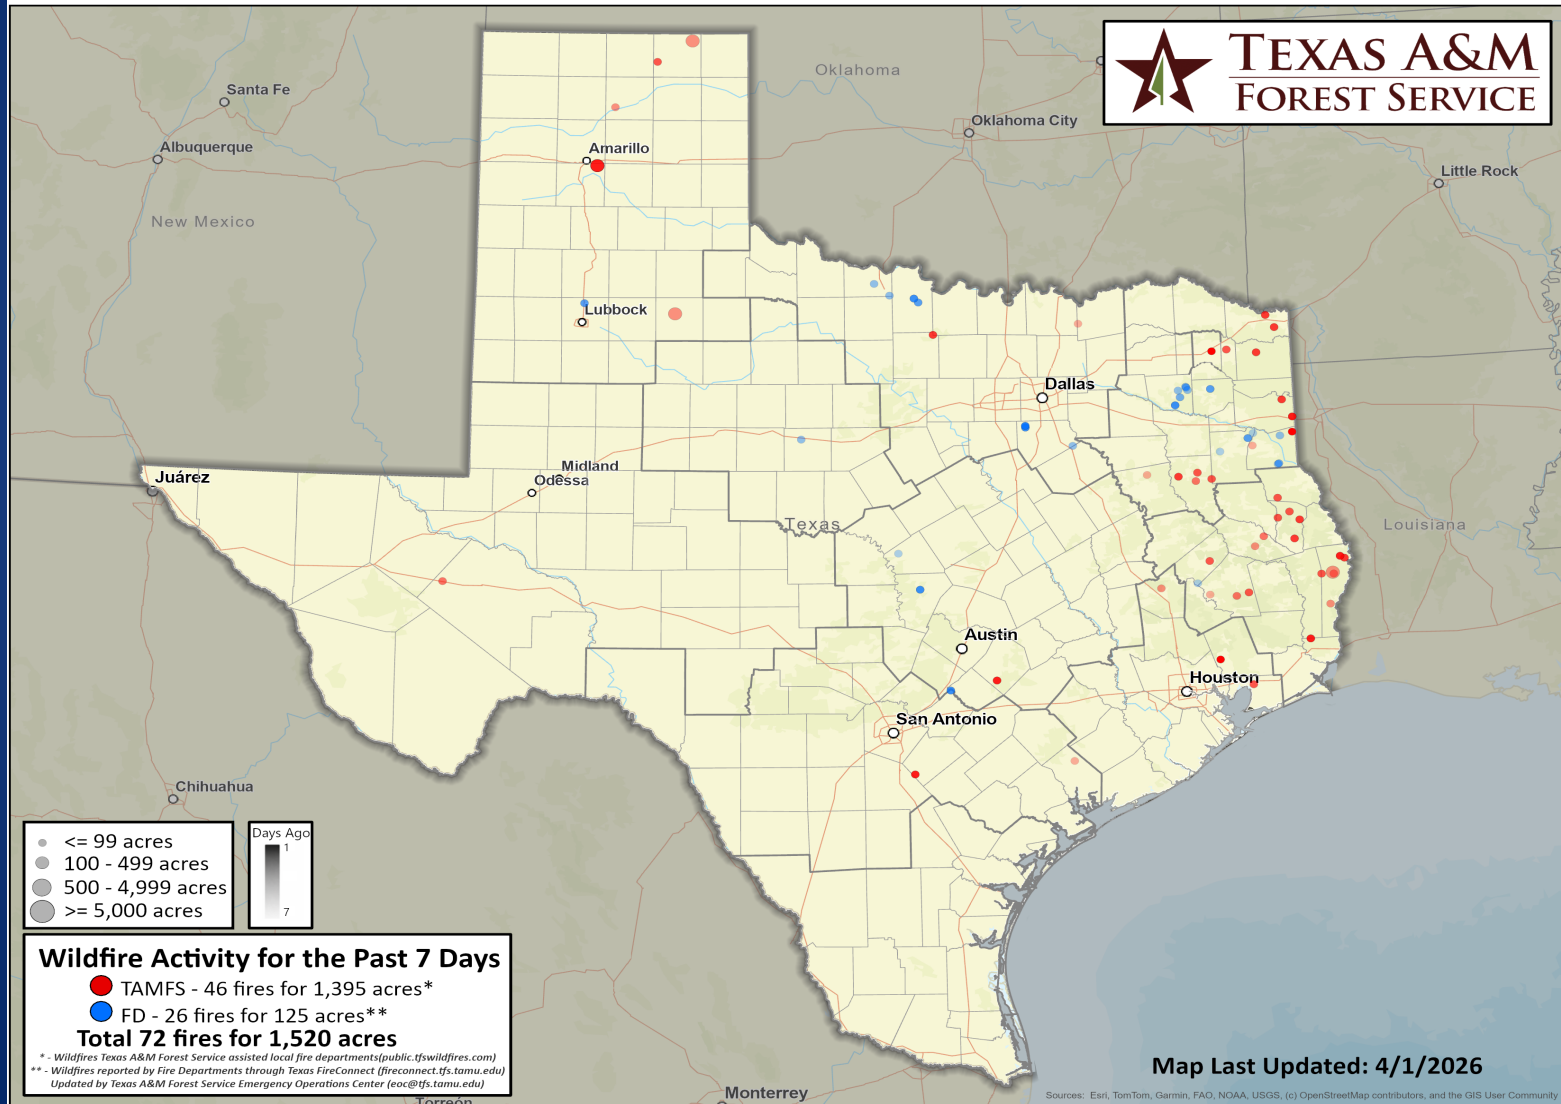 TEXAS A&M
FOREST SERVICE
Oklahoma
Santa Fe
Oklahoma City
Albuquerque
Amarillo
Little Rock
New Mexico
Lubbock
Dallas
Midland
Odessa
Juárez
Texas
Louisiana
Austin
Houston
San Antonio
Chihuahua
<= 99 acres
100 - 499 acres
500 - 4,999 acres
>= 5,000 acres
Days Ago
1
7
Wildfire Activity for the Past 7 Days
TAMFS - 46 fires for 1,395 acres*
FD - 26 fires for 125 acres**
Total 72 fires for 1,520 acres
* - Wildfires Texas A&M Forest Service assisted local fire departments(public.tfswildfires.com)
** - Wildfires reported by Fire Departments through Texas FireConnect (fireconnect.tfs.tamu.edu)
Updated by Texas A&M Forest Service Emergency Operations Center (eoc@tfs.tamu.edu)
Torreón
Monterrey
Map Last Updated: 4/1/2026
Sources: Esri, TomTom, Garmin, FAO, NOAA, USGS, (c) OpenStreetMap contributors, and the GIS User Community